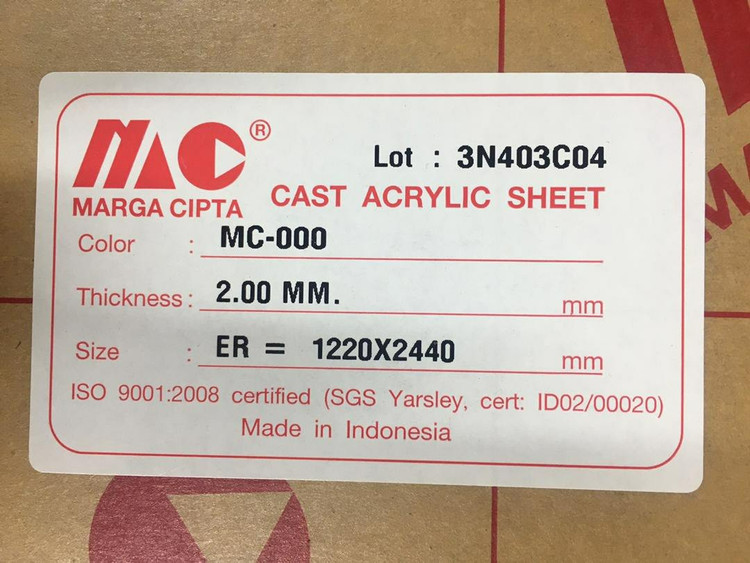 MC®
Lot : 3N403C04
MARGA CIPTA
CAST ACRYLIC SHEET
Color : MC-000
Thickness : 2.00 MM. mm
Size : ER = 1220X2440 mm
ISO 9001:2008 certified (SGS Yarsley, cert: ID02/00020)
Made in Indonesia